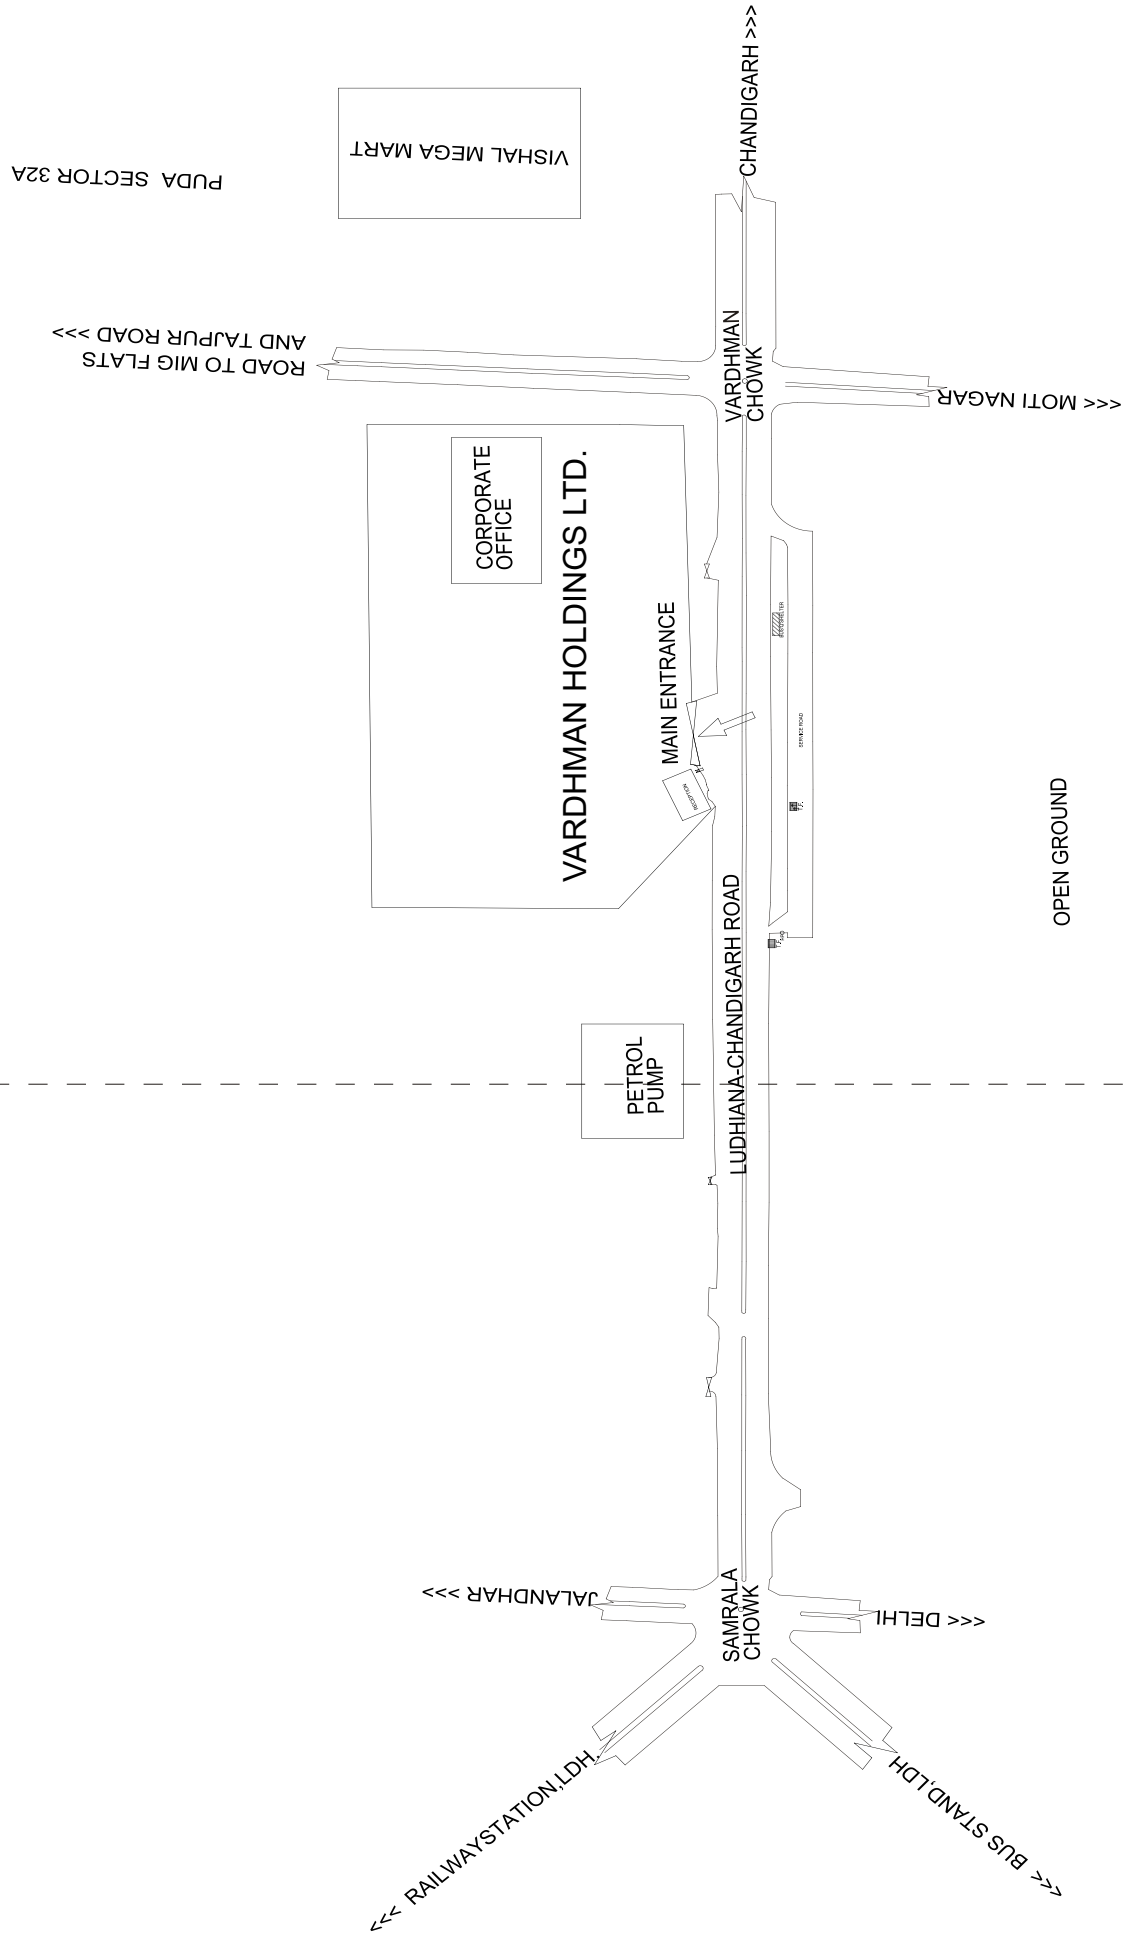 CHANDIGARH >>>
VISHAL MEGA MART
PUDA SECTOR 32A
ROAD TO MIG FLATS
AND TAJPUR ROAD >>>
VARDHMAN
CHOWK
<<< MOTI NAGAR
CORPORATE
OFFICE
VARDHMAN HOLDINGS LTD.
MAIN ENTRANCE
RECEPTION
SERVICE ROAD
T.F.
OPEN GROUND
LUDHIANA-CHANDIGARH ROAD
PETROL
PUMP
JALANDHAR >>>
SAMRALA
CHOWK
<<< DELHI
<<< RAILWAYSTATION,LDH.
<<< BUS STAND,LDH